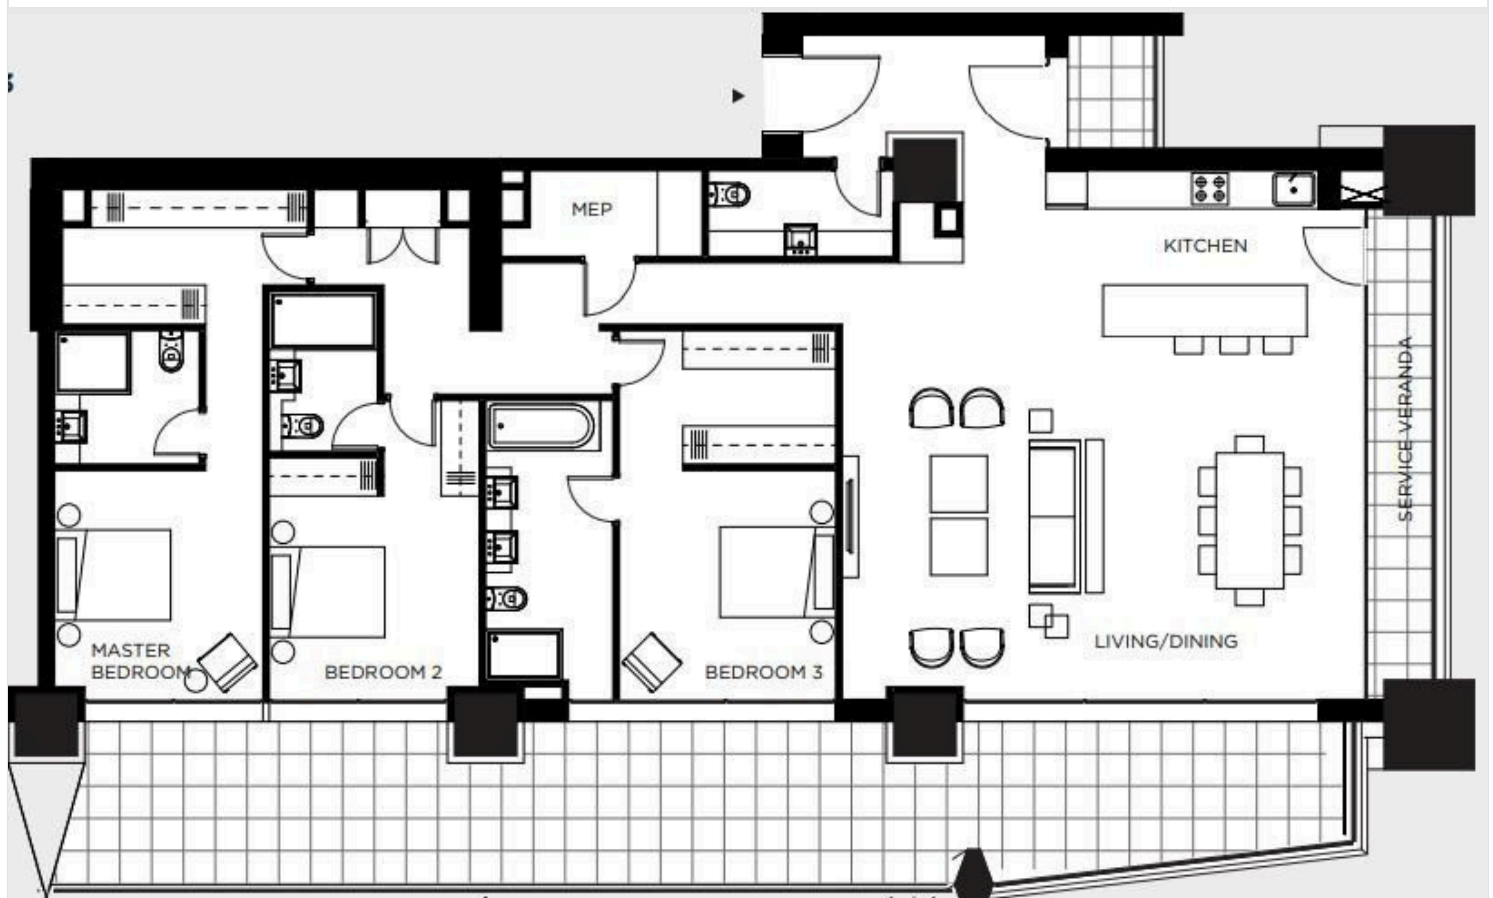 MEP
KITCHEN
SERVICE VERANDA
MASTER
BEDROOM
BEDROOM 2
BEDROOM 3
LIVING/DINING